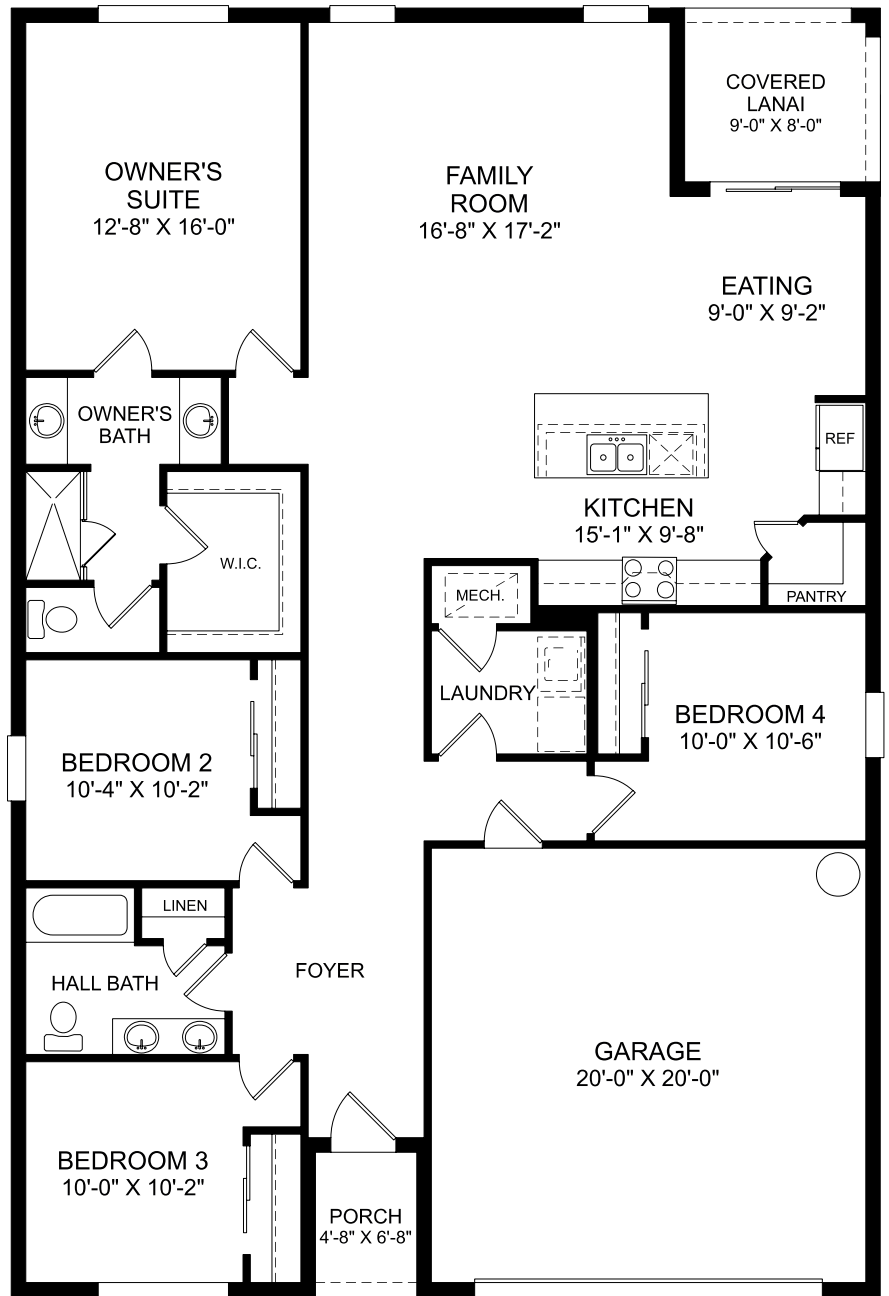 COVERED
LANAI
9'-0" X 8'-0"
OWNER'S
SUITE
12'-8" X 16'-0"
FAMILY
ROOM
16'-8" X 17'-2"
EATING
9'-0" X 9'-2"
OWNER'S
BATH
REF
KITCHEN
15'-1" X 9'-8"
W.I.C.
MECH.
PANTRY
LAUNDRY
BEDROOM 4
10'-0" X 10'-6"
BEDROOM 2
10'-4" X 10'-2"
LINEN
HALL BATH
FOYER
GARAGE
20'-0" X 20'-0"
BEDROOM 3
10'-0" X 10'-2"
PORCH
4'-8" X 6'-8"